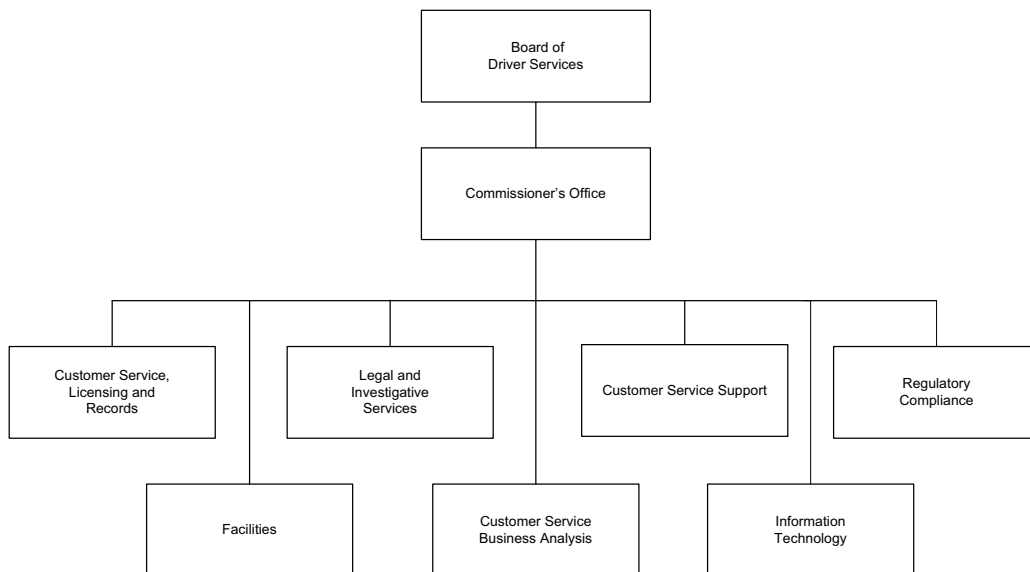 Board of
Driver Services
Commissioner’s Office
Customer Service,
Licensing and
Records
Legal and
Investigative
Services
Customer Service Support
Regulatory
Compliance
Facilities
Customer Service
Business Analysis
Information
Technology